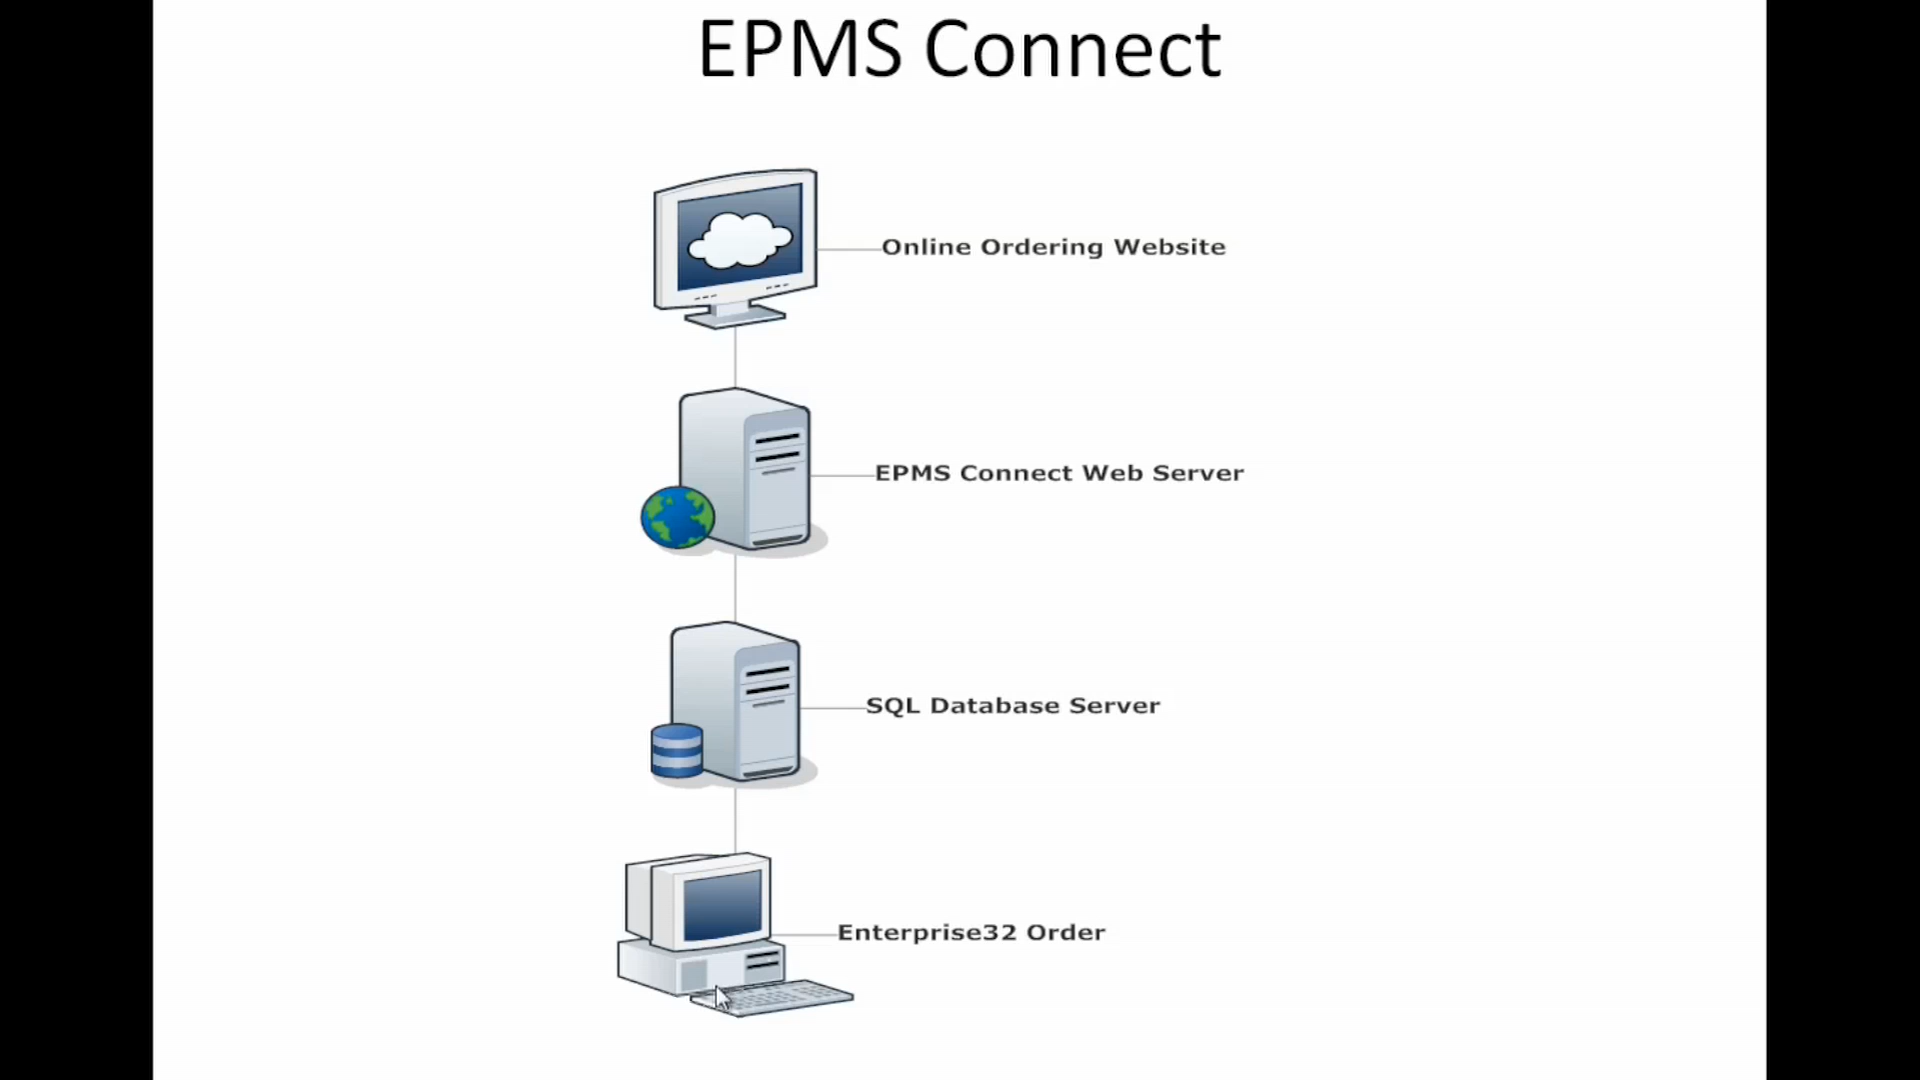 EPMS Connect
Online Ordering Website
EPMS Connect Web Server
SQL Database Server
Enterprise32 Order